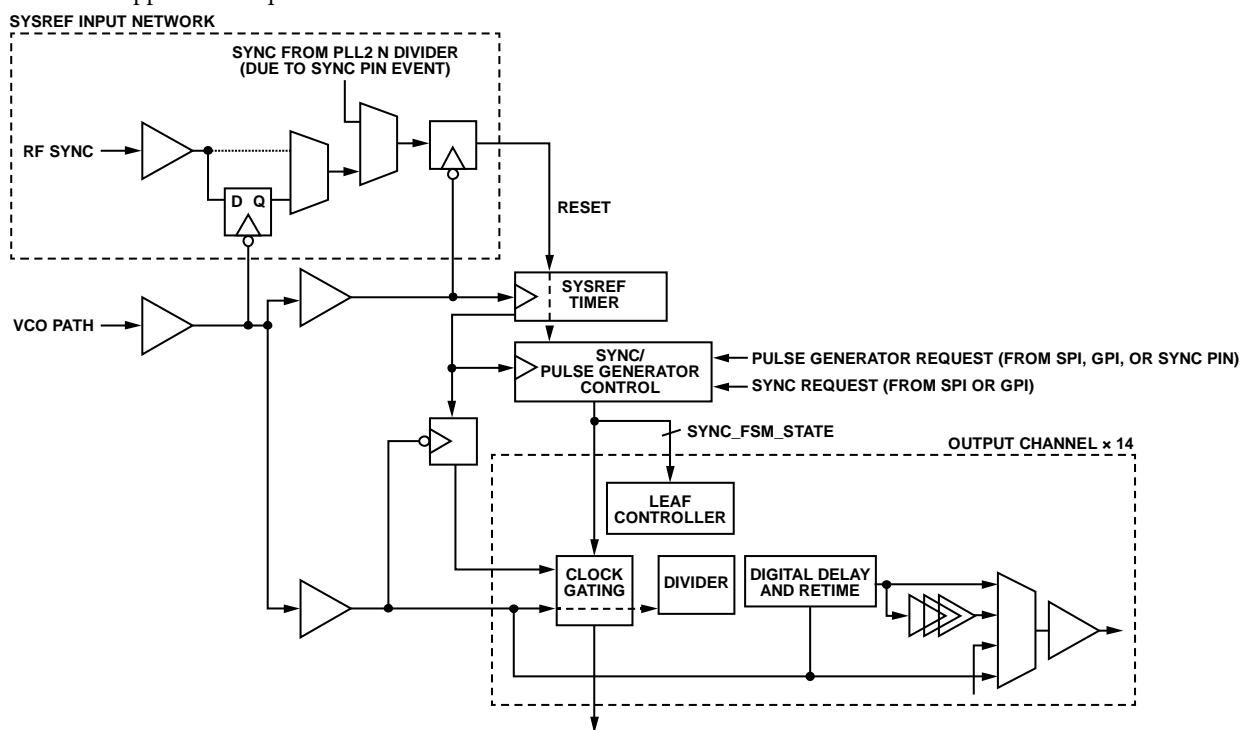 SYSREF INPUT NETWORK
SYNC FROM PLL2 N DIVIDER
(DUE TO SYNC PIN EVENT)
RF SYNC
D Q
RESET
SYSREF
TIMER
VCO PATH
SYNC/
PULSE GENERATOR
CONTROL
PULSE GENERATOR REQUEST (FROM SPI, GPI, OR SYNC PIN)
SYNC REQUEST (FROM SPI OR GPI)
SYNC_FSM_STATE
OUTPUT CHANNEL × 14
LEAF
CONTROLLER
CLOCK
GATING
DIVIDER
DIGITAL DELAY
AND RETIME